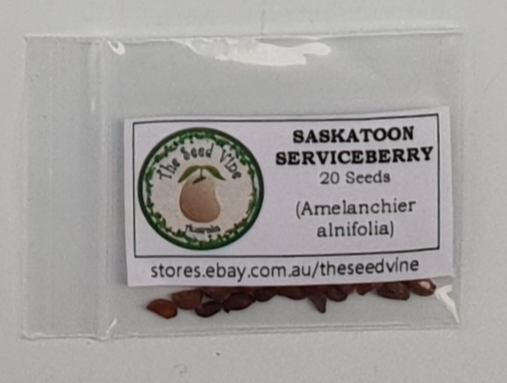 The Seed Vine
Australia
SASKATOON
SERVICEBERRY
20 Seeds
(Amelanchier
alnifolia)
stores.ebay.com.au/theseedvine